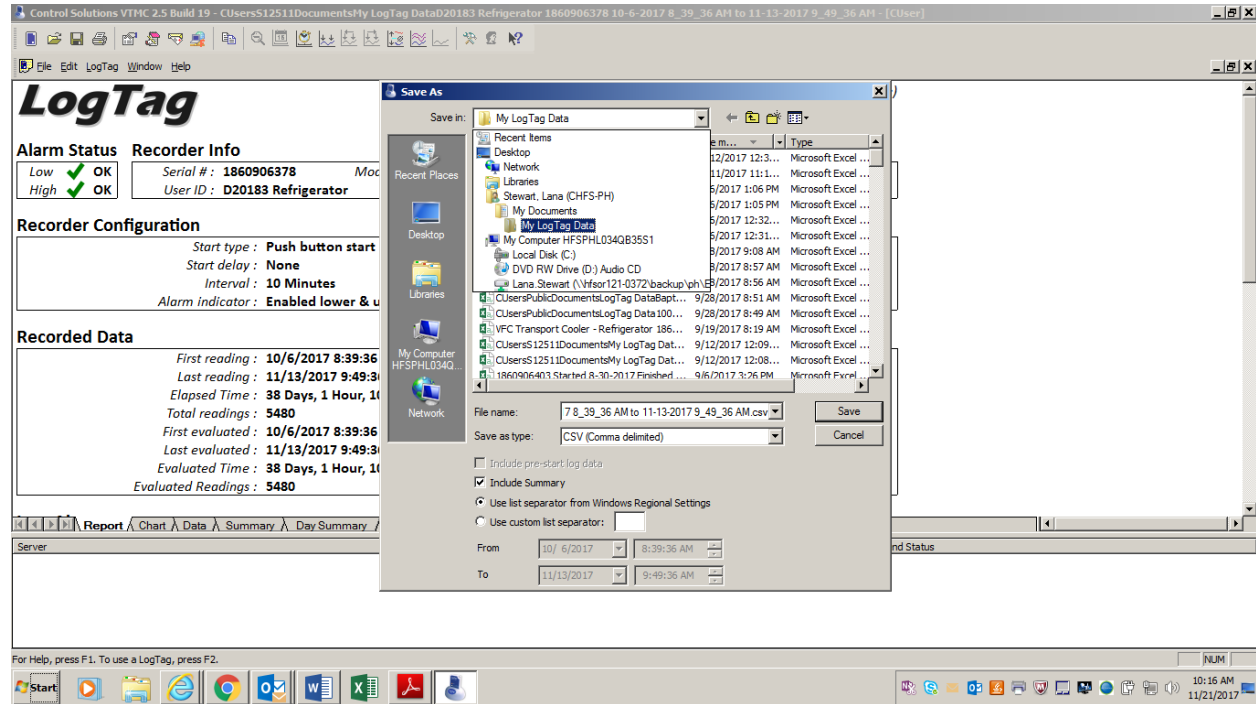 Control Solutions VTMC 2.5 Build 19 - CUsersS12511DocumentsMy LogTag DataD20183 Refrigerator 1860906378 10-6-2017 8_39_36 AM to 11-13-2017 9_49_36 AM - [CUser]
File Edit LogTag Window Help
LogTag
Alarm Status Recorder Info
Low OK Serial # : 1860906378
High OK User ID : D20183 Refrigerator
Recorder Configuration
Start type : Push button start
Start delay : None
Interval : 10 Minutes
Alarm indicator : Enabled lower & u
Recorded Data
First reading : 10/6/2017 8:39:36
Last reading : 11/13/2017 9:49:3
Elapsed Time : 38 Days, 1 Hour, 1
Total readings : 5480
First evaluated : 10/6/2017 8:39:36
Last evaluated : 11/13/2017 9:49:3
Evaluated Time : 38 Days, 1 Hour, 1
Evaluated Readings : 5480
Report Chart Data Summary Day Summary
Server nd Status
Save As
Save in: My LogTag Data
Recent Places
Desktop
Libraries
My Computer
HFSPHL034Q...
Network
Recent Items
Desktop
Network
Libraries
Stewart, Lana (CHFS-PH)
My Documents
My LogTag Data
My Computer HFSPHL034QB35S1
Local Disk (C:)
DVD RW Drive (D:) Audio CD
Lana.Stewart (\\hfsor121-0372\backup\ph\E
e m... Type
12/2017 12:3... Microsoft Excel ...
11/2017 11:1... Microsoft Excel ...
5/2017 1:06 PM Microsoft Excel ...
5/2017 1:05 PM Microsoft Excel ...
5/2017 12:32... Microsoft Excel ...
5/2017 12:31... Microsoft Excel ...
8/2017 9:08 AM Microsoft Excel ...
8/2017 8:57 AM Microsoft Excel ...
8/2017 8:56 AM Microsoft Excel ...
CUsersPublicDocumentsLogTag DataBapt... 9/28/2017 8:51 AM Microsoft Excel ...
CUsersPublicDocumentsLogTag Data100... 9/28/2017 8:49 AM Microsoft Excel ...
VFC Transport Cooler - Refrigerator 186... 9/19/2017 8:19 AM Microsoft Excel ...
CUsersS12511DocumentsMy LogTag Dat... 9/12/2017 12:09... Microsoft Excel ...
CUsersS12511DocumentsMy LogTag Dat... 9/12/2017 12:08... Microsoft Excel ...
1860906403 Started 8-30-2017 Finished ... 9/6/2017 3:26 PM Microsoft Excel ...
File name: 7 8_39_36 AM to 11-13-2017 9_49_36 AM.csv Save
Save as type: CSV (Comma delimited) Cancel
Include pre-start log data
Include Summary
Use list separator from Windows Regional Settings
Use custom list separator:
From 10/ 6/2017 8:39:36 AM
To 11/13/2017 9:49:36 AM
For Help, press F1. To use a LogTag, press F2. NUM
Start 10:16 AM
11/21/2017